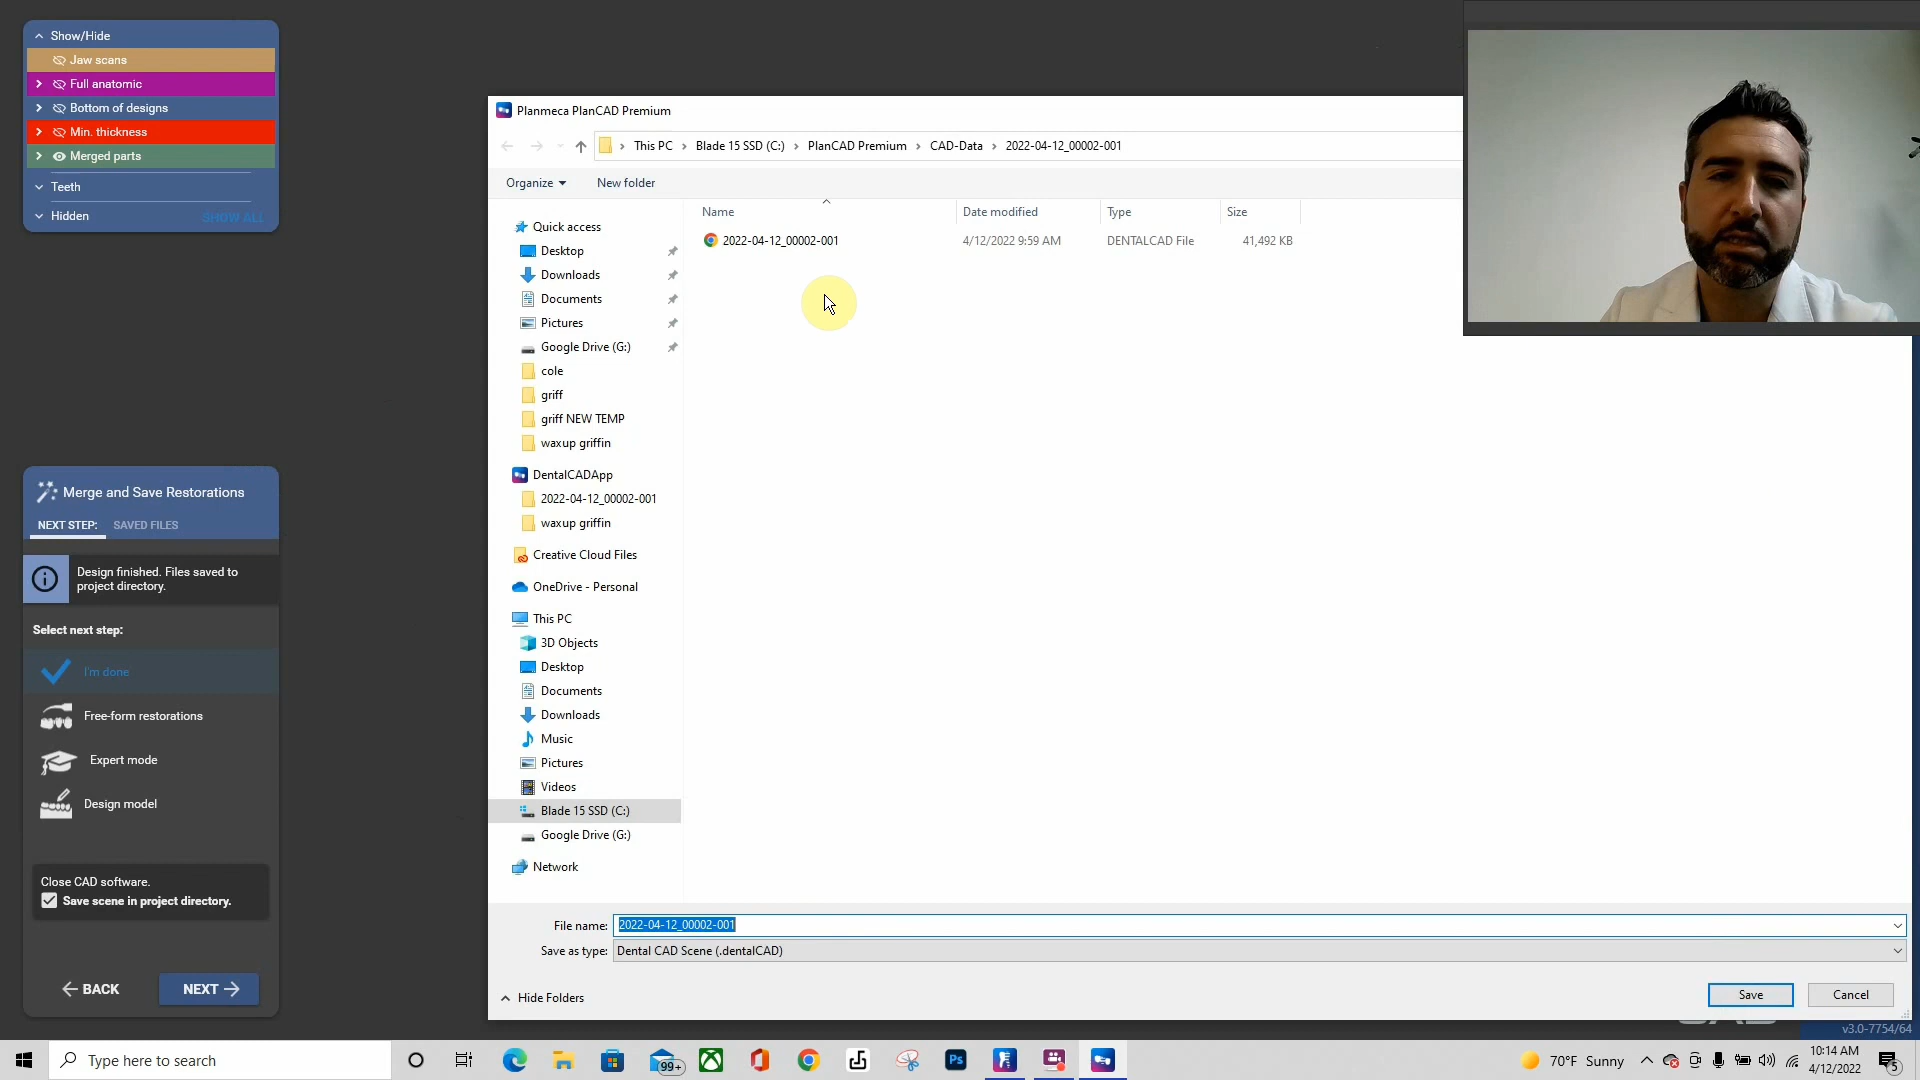 Show/Hide
Jaw scans
Full anatomic
Bottom of designs
Min. thickness
Merged parts
Teeth
Hidden
SHOW ALL
Merge and Save Restorations
NEXT STEP:
SAVED FILES
Design finished. Files saved to
project directory.
Select next step:
I'm done
Free-form restorations
Expert mode
Design model
Close CAD software.
Save scene in project directory.
BACK
NEXT
Planmeca PlanCAD Premium
This PC
Blade 15 SSD (C:)
PlanCAD Premium
CAD-Data
2022-04-12_00002-001
Organize
New folder
Name
Date modified
Type
Size
2022-04-12_00002-001
4/12/2022 9:59 AM
DENTALCAD File
41,492 KB
Quick access
Desktop
Downloads
Documents
Pictures
Google Drive (G:)
cole
griff
griff NEW TEMP
waxup griffin
DentalCADApp
2022-04-12_00002-001
waxup griffin
Creative Cloud Files
OneDrive - Personal
This PC
3D Objects
Desktop
Documents
Downloads
Music
Pictures
Videos
Blade 15 SSD (C:)
Google Drive (G:)
Network
File name:
2022-04-12_00002-001
Save as type:
Dental CAD Scene (.dentalCAD)
Hide Folders
Save
Cancel
v3.0-7754/64
Type here to search
99+
Ps
70°F Sunny
10:14 AM
4/12/2022
5